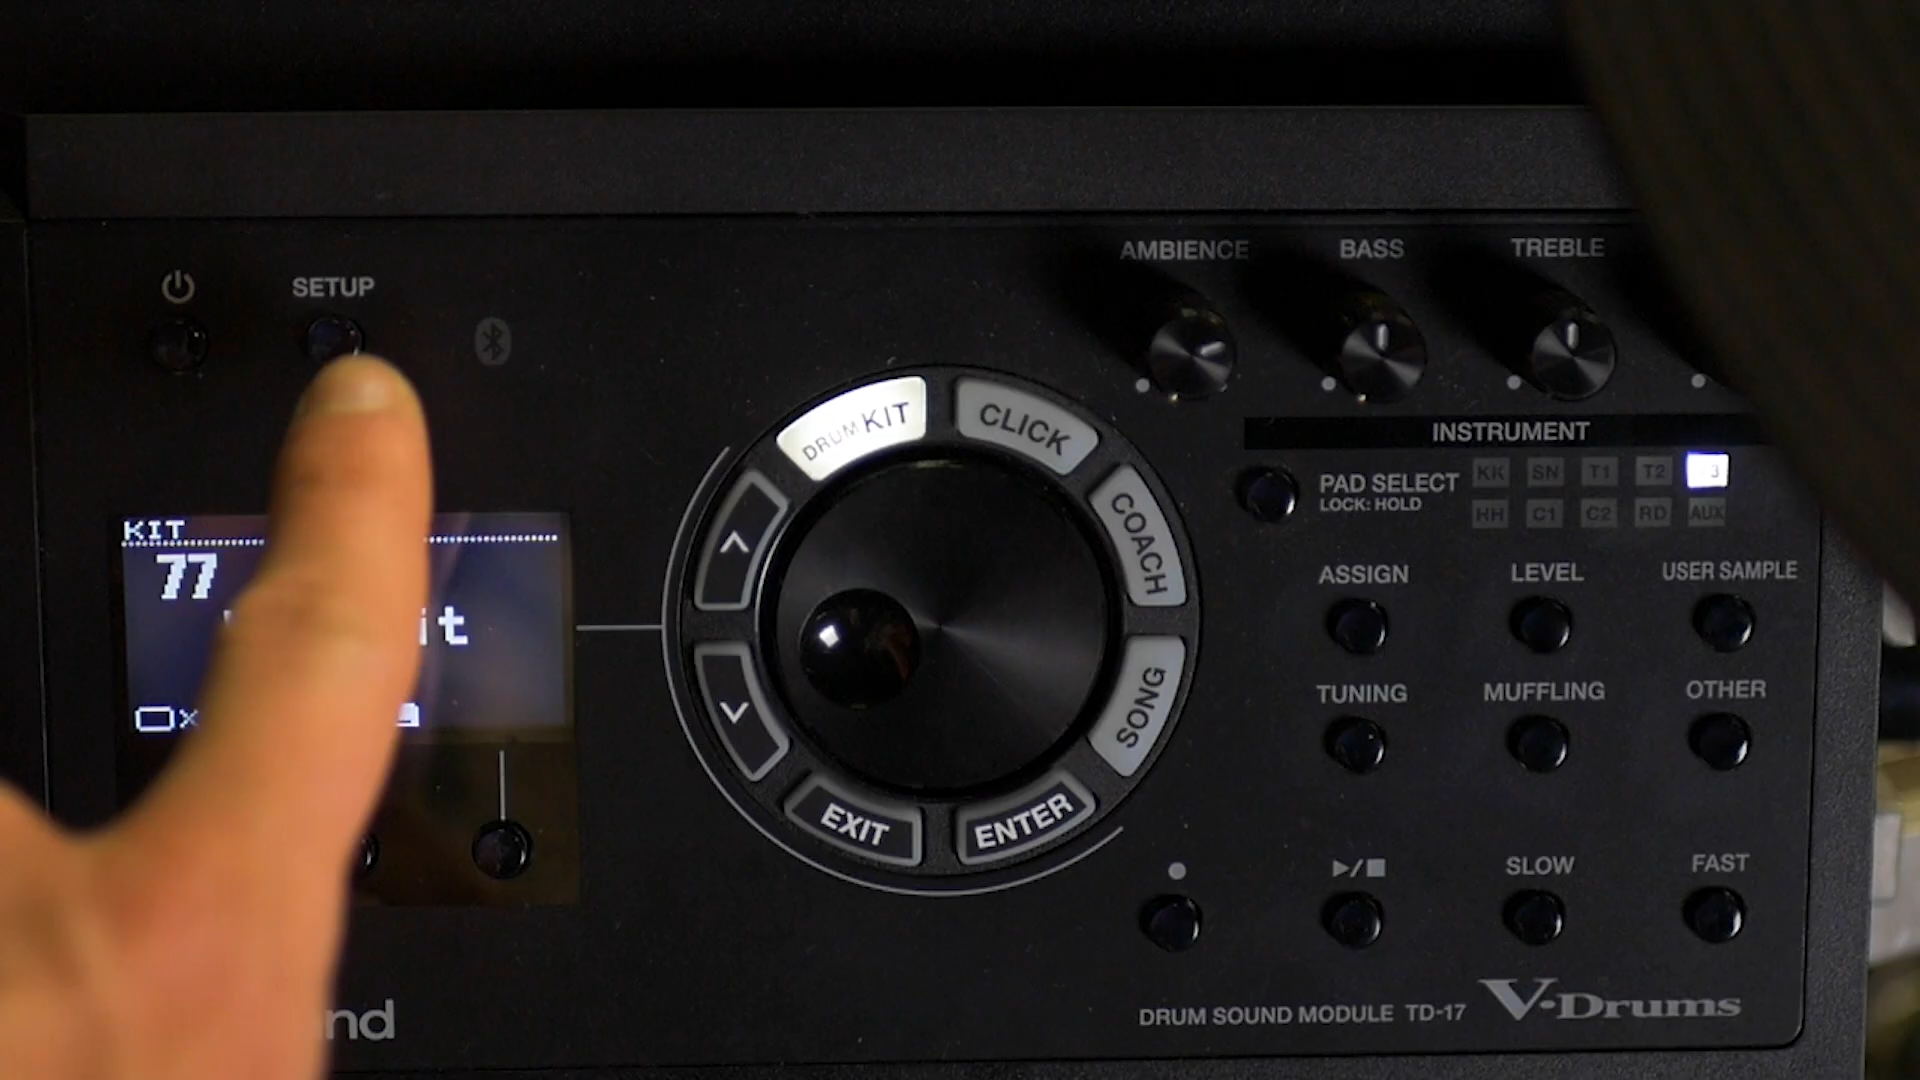 AMBIENCE BASS TREBLE
SETUP
DRUM KIT
CLICK
COACH
SONG
ENTER
EXIT
KIT
77
INSTRUMENT
PAD SELECT
LOCK: HOLD
KK SN T1 T2 3
HH C1 C2 RD AUX
ASSIGN LEVEL USER SAMPLE
TUNING MUFFLING OTHER
SLOW FAST
DRUM SOUND MODULE TD-17 V-Drums